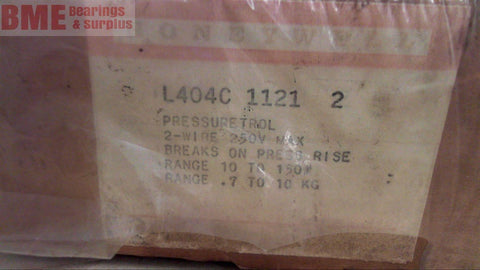 BME Bearings & surplus
HONEYWELL
L404C 1121 2
PRESSURETROL
2-WIRE 250V MAX
BREAKS ON PRESS.RISE
RANGE 10 TO 150#
RANGE .7 TO 10 KG